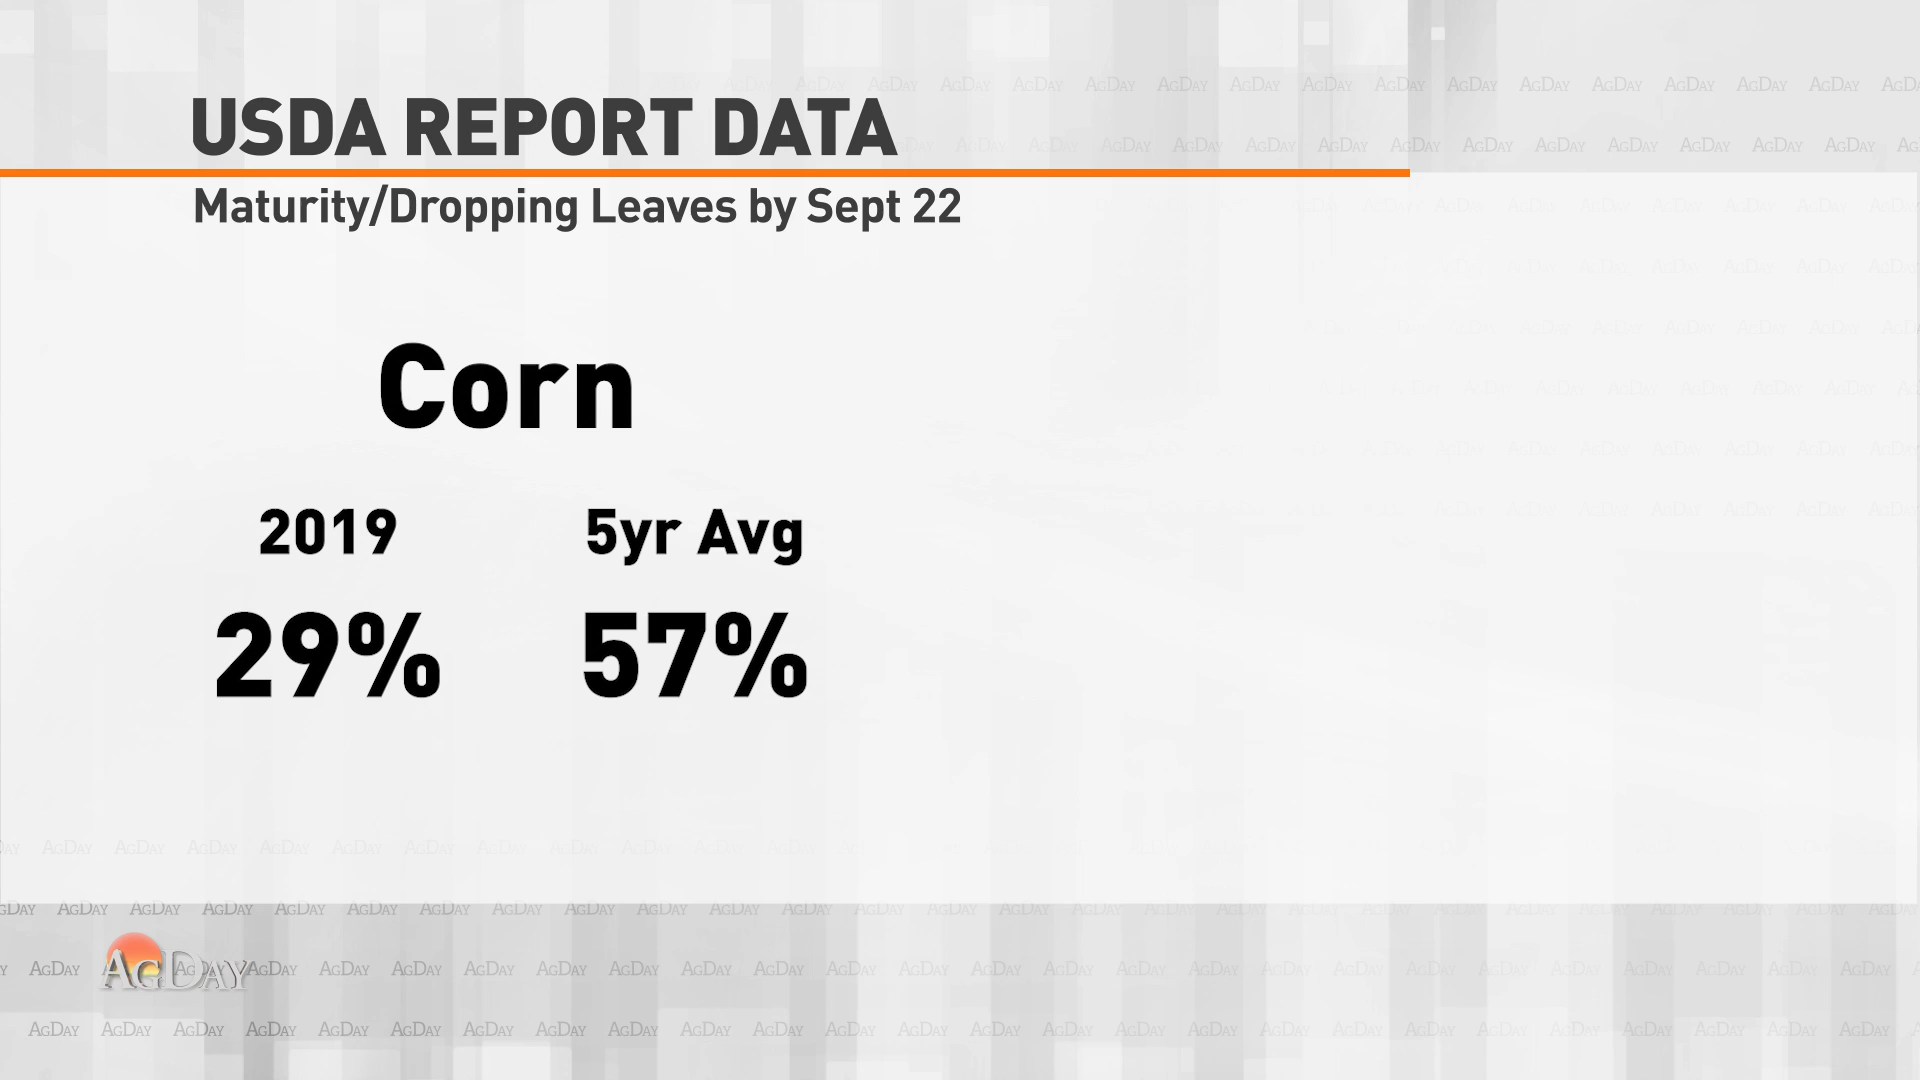 USDA REPORT DATA
Maturity/Dropping Leaves by Sept 22
Corn
2019 5yr Avg
29% 57%
AGDAY